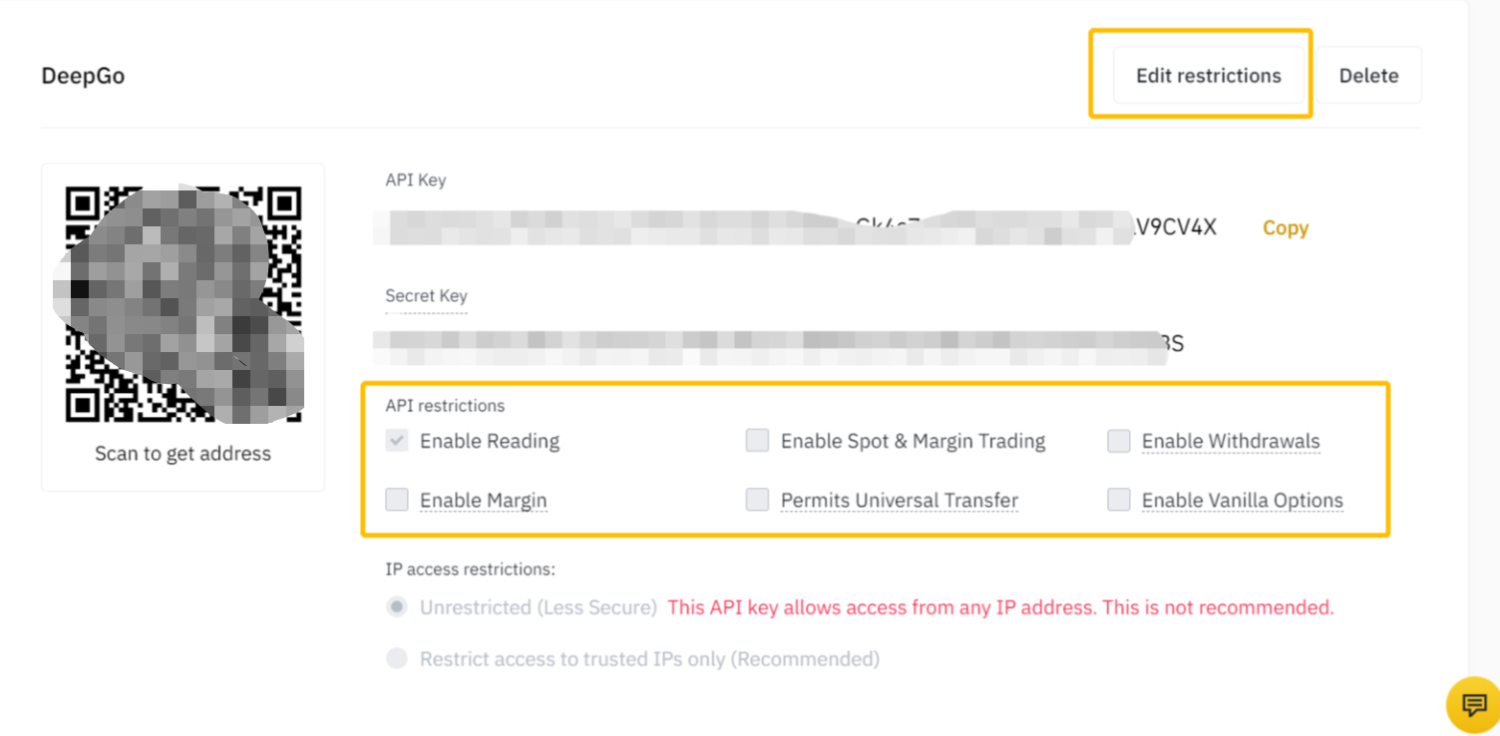 DeepGo
Edit restrictions
Delete
API Key
V9CV4X
Copy
Secret Key
S
API restrictions
Enable Reading
Enable Spot & Margin Trading
Enable Withdrawals
Enable Margin
Permits Universal Transfer
Enable Vanilla Options
Scan to get address
IP access restrictions:
Unrestricted (Less Secure) This API key allows access from any IP address. This is not recommended.
Restrict access to trusted IPs only (Recommended)